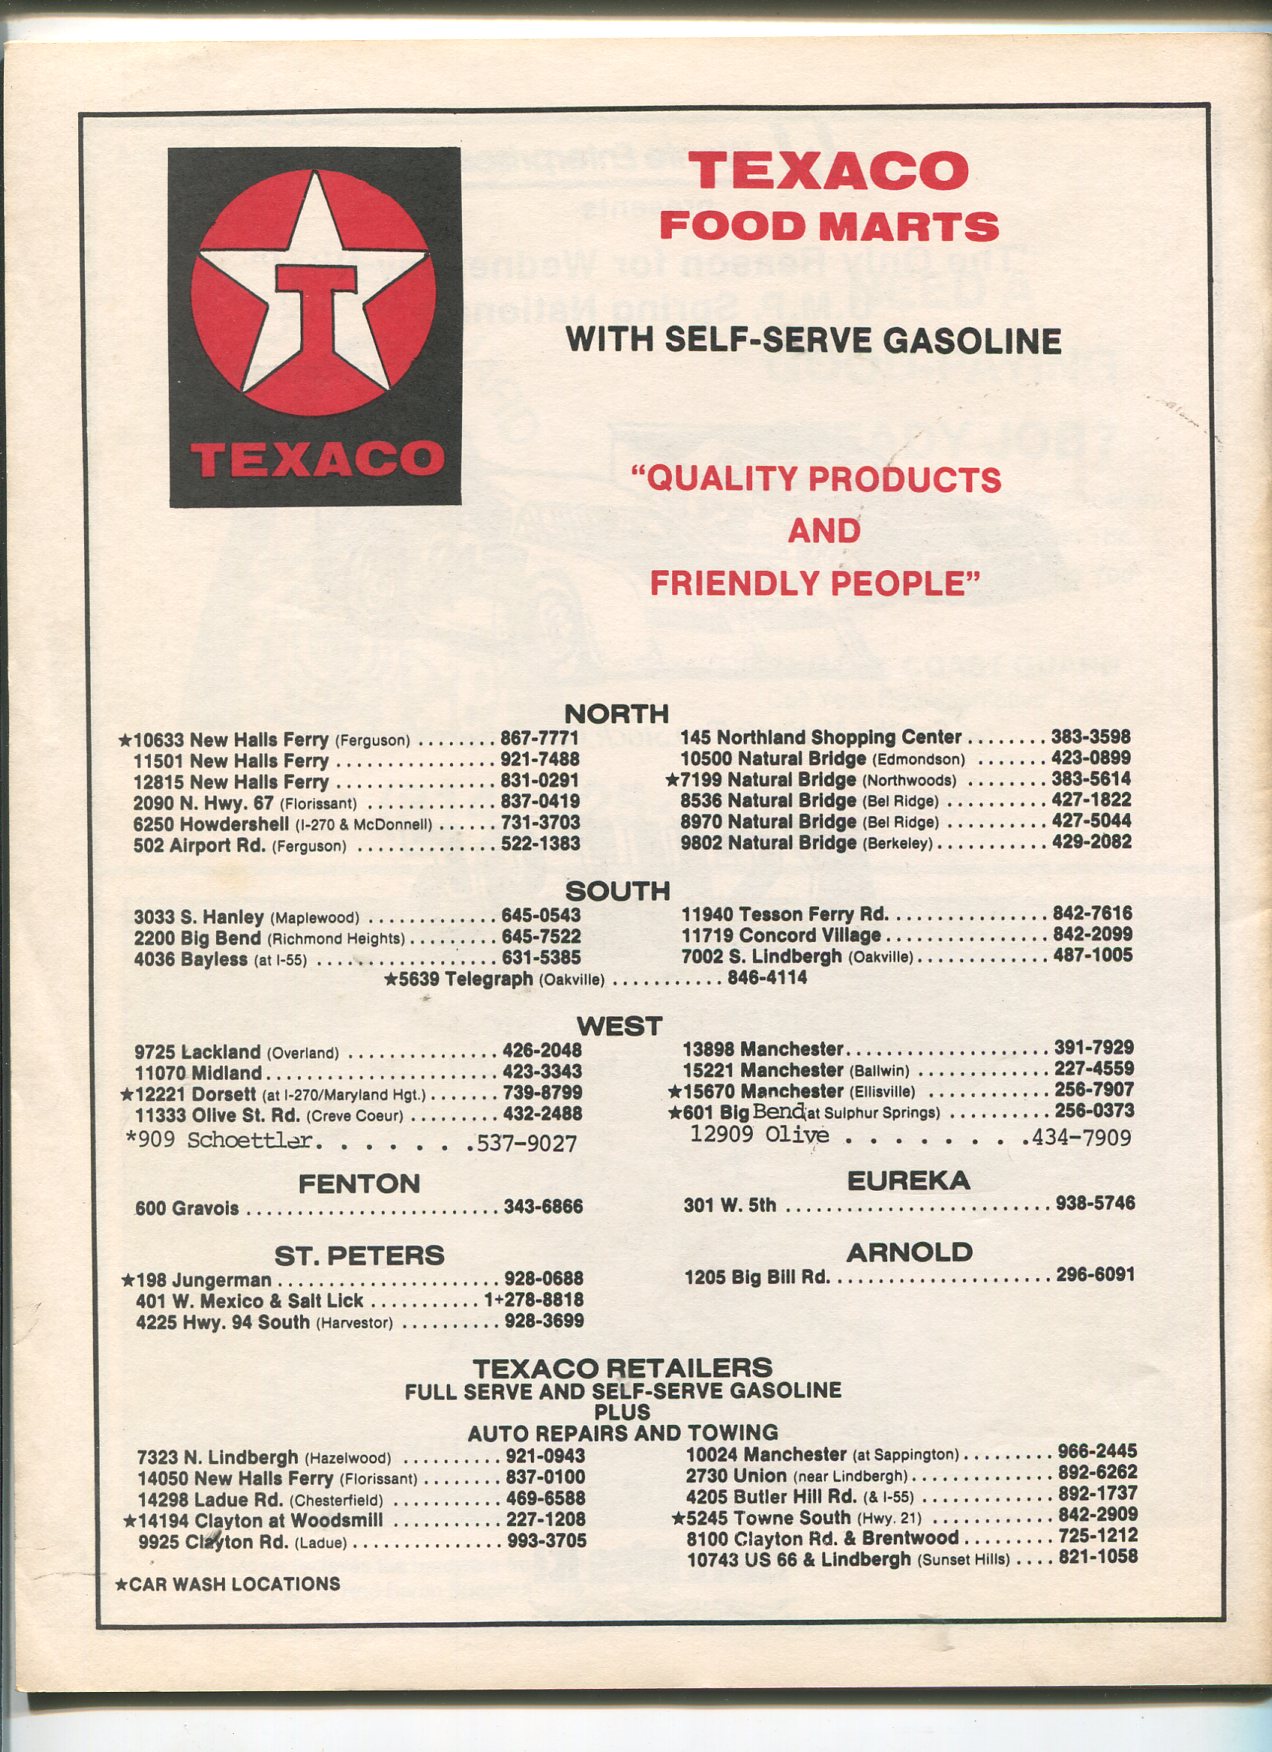 T
TEXACO
TEXACO
FOOD MARTS
WITH SELF-SERVE GASOLINE
“QUALITY PRODUCTS
AND
FRIENDLY PEOPLE”
NORTH
★10633 New Halls Ferry (Ferguson) ........ 867-7771
11501 New Halls Ferry ................ 921-7488
12815 New Halls Ferry ................ 831-0291
2090 N. Hwy. 67 (Florissant) ............. 837-0419
6250 Howdershell (I-270 & McDonnell) ...... 731-3703
502 Airport Rd. (Ferguson) .............. 522-1383
145 Northland Shopping Center ........ 383-3598
10500 Natural Bridge (Edmondson) ....... 423-0899
★7199 Natural Bridge (Northwoods) ........ 383-5614
8536 Natural Bridge (Bel Ridge) .......... 427-1822
8970 Natural Bridge (Bel Ridge) .......... 427-5044
9802 Natural Bridge (Berkeley) ........... 429-2082
SOUTH
3033 S. Hanley (Maplewood) ............. 645-0543
2200 Big Bend (Richmond Heights) ......... 645-7522
4036 Bayless (at I-55) .................. 631-5385
11940 Tesson Ferry Rd. ............... 842-7616
11719 Concord Village ................ 842-2099
7002 S. Lindbergh (Oakville) ............. 487-1005
★5639 Telegraph (Oakville) ........... 846-4114
WEST
9725 Lackland (Overland) ............... 426-2048
11070 Midland ....................... 423-3343
★12221 Dorsett (at I-270/Maryland Hgt.) ....... 739-8799
11333 Olive St. Rd. (Creve Coeur) ......... 432-2488
*909 Schoettler. . . . . . . .537-9027
13898 Manchester .................... 391-7929
15221 Manchester (Ballwin) ............. 227-4559
★15670 Manchester (Ellisville) ............ 256-7907
★601 Big Bend at Sulphur Springs) .......... 256-0373
12909 Olive . . . . . . . .434-7909
FENTON
600 Gravois ......................... 343-6866
EUREKA
301 W. 5th .......................... 938-5746
ST. PETERS
★198 Jungerman ...................... 928-0688
401 W. Mexico & Salt Lick ........... 1+278-8818
4225 Hwy. 94 South (Harvestor) .......... 928-3699
ARNOLD
1205 Big Bill Rd. ...................... 296-6091
TEXACO RETAILERS
FULL SERVE AND SELF-SERVE GASOLINE
PLUS
AUTO REPAIRS AND TOWING
7323 N. Lindbergh (Hazelwood) .......... 921-0943
14050 New Halls Ferry (Florissant) ........ 837-0100
14298 Ladue Rd. (Chesterfield) ........... 469-6588
★14194 Clayton at Woodsmill ........... 227-1208
9925 Clayton Rd. (Ladue) ............... 993-3705
10024 Manchester (at Sappington) ......... 966-2445
2730 Union (near Lindbergh) .............. 892-6262
4205 Butler Hill Rd. (& I-55) ............. 892-1737
★5245 Towne South (Hwy. 21) ............ 842-2909
8100 Clayton Rd. & Brentwood ......... 725-1212
10743 US 66 & Lindbergh (Sunset Hills) .... 821-1058
★CAR WASH LOCATIONS